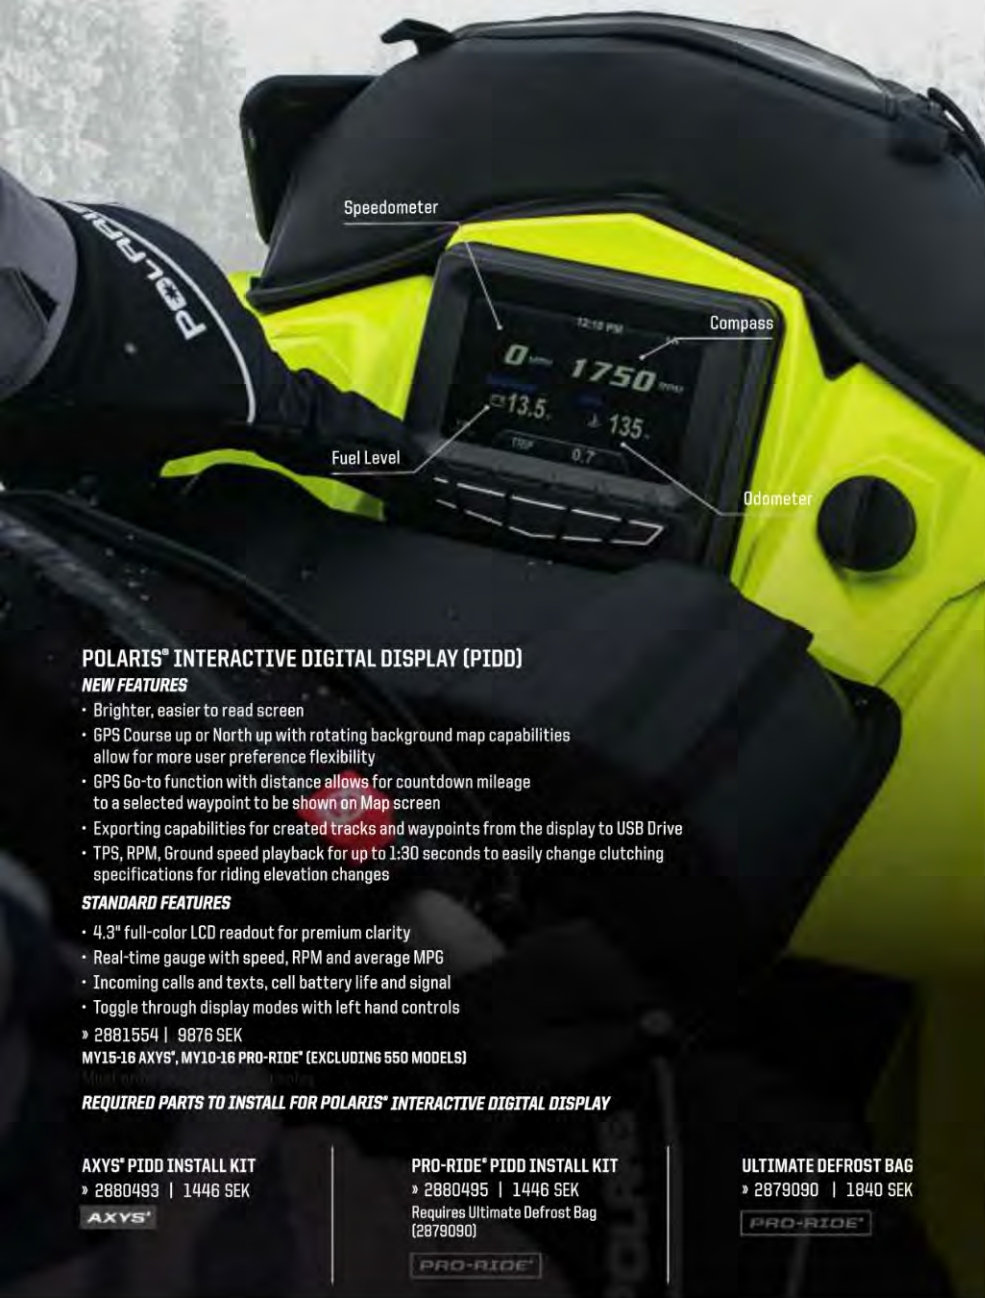 POLARIS
Speedometer
12:10 PM
Compass
0 MPH 1750 RPM
13.5
135
Fuel Level
TRIP 0.7
Odometer
POLARIS® INTERACTIVE DIGITAL DISPLAY (PIDD)
NEW FEATURES
• Brighter, easier to read screen
• GPS Course up or North up with rotating background map capabilities
allow for more user preference flexibility
• GPS Go-to function with distance allows for countdown mileage
to a selected waypoint to be shown on Map screen
• Exporting capabilities for created tracks and waypoints from the display to USB Drive
• TPS, RPM, Ground speed playback for up to 1:30 seconds to easily change clutching
specifications for riding elevation changes
STANDARD FEATURES
• 4.3" full-color LCD readout for premium clarity
• Real-time gauge with speed, RPM and average MPG
• Incoming calls and texts, cell battery life and signal
• Toggle through display modes with left hand controls
» 2881554 | 9876 SEK
MY15-16 AXYS®, MY10-16 PRO-RIDE® (EXCLUDING 550 MODELS)
REQUIRED PARTS TO INSTALL FOR POLARIS® INTERACTIVE DIGITAL DISPLAY
AXYS® PIDD INSTALL KIT
» 2880493 | 1446 SEK
AXYS®
PRO-RIDE® PIDD INSTALL KIT
» 2880495 | 1446 SEK
Requires Ultimate Defrost Bag
(2879090)
PRO-RIDE®
ULTIMATE DEFROST BAG
» 2879090 | 1840 SEK
PRO-RIDE®